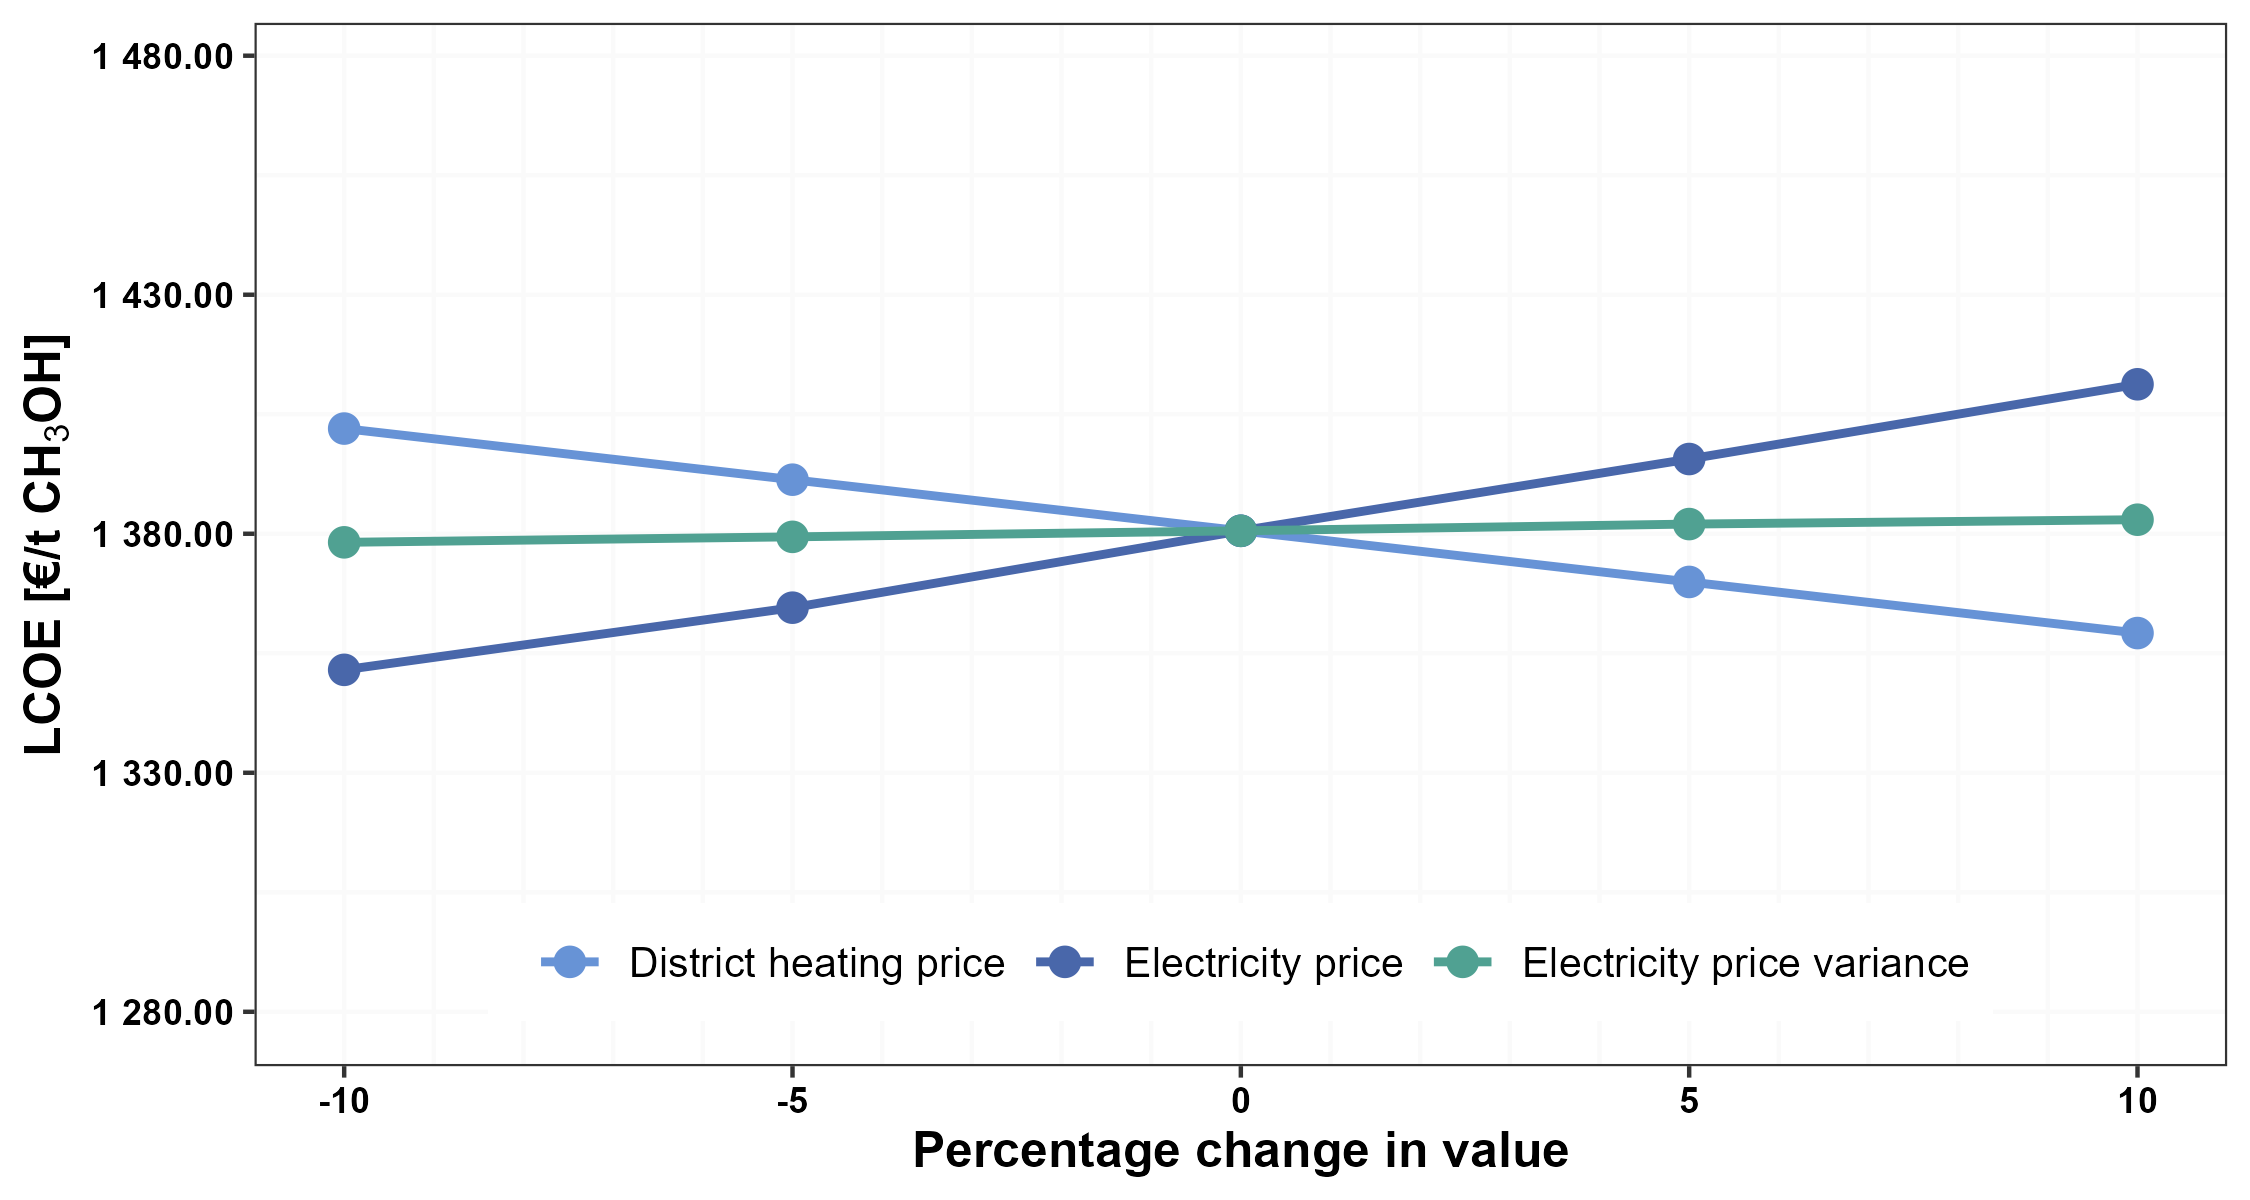 1 480.00
1 430.00
1 380.00
1 330.00
1 280.00
LCOE [€/t CH₃OH]
District heating price
Electricity price
Electricity price variance
-10
-5
0
5
10
Percentage change in value